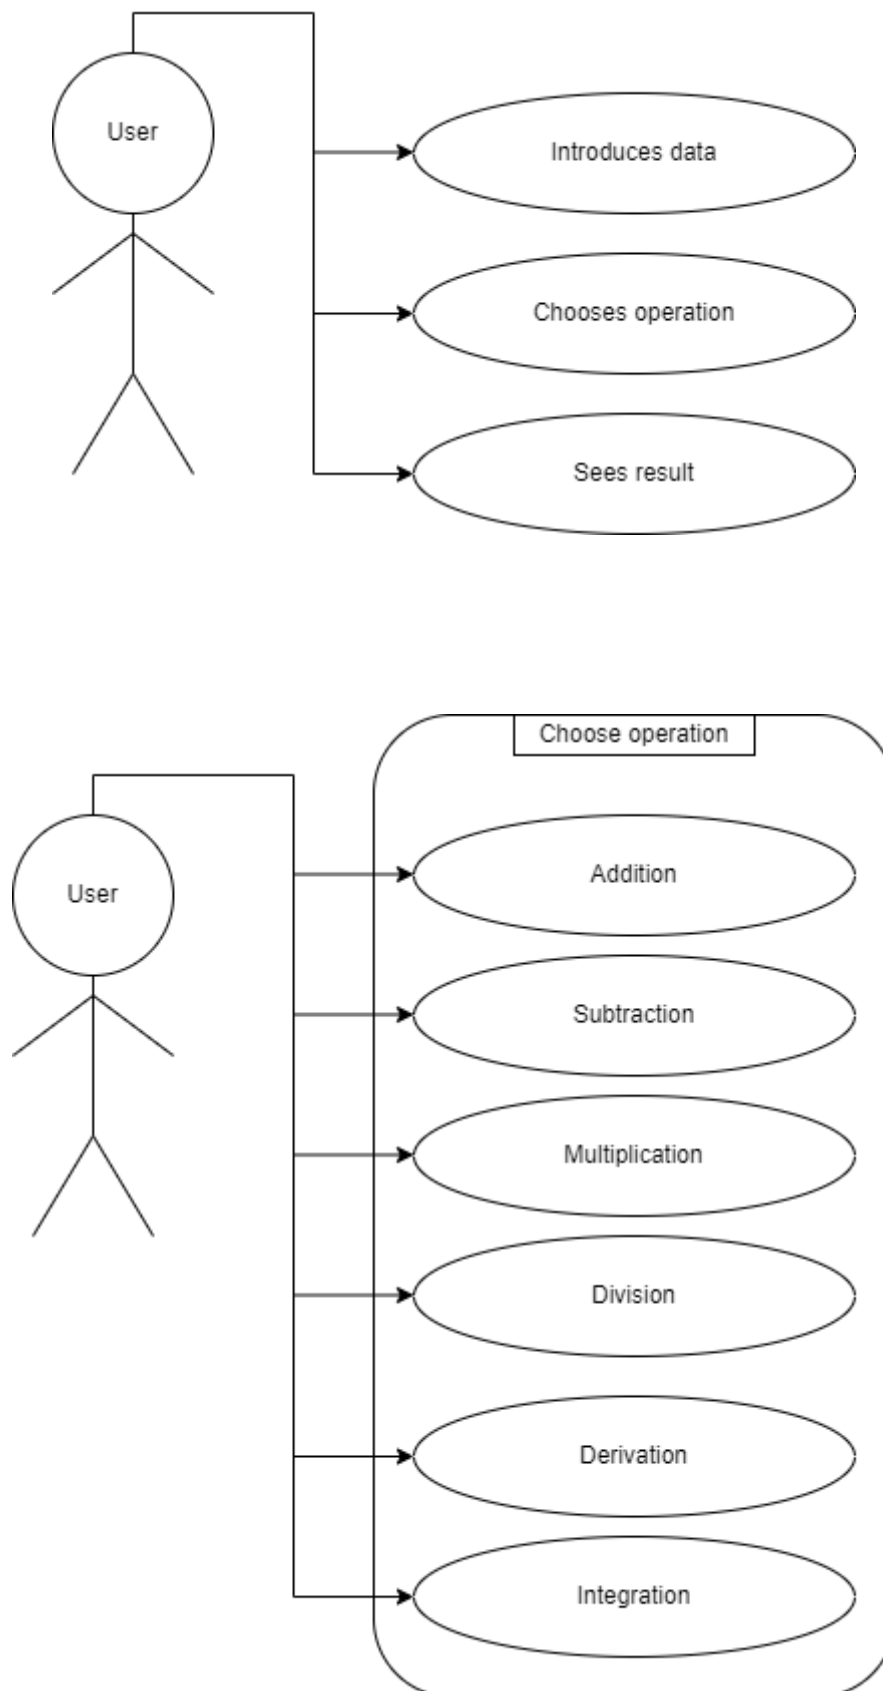 User
Introduces data
Chooses operation
Sees result
Choose operation
User
Addition
Subtraction
Multiplication
Division
Derivation
Integration